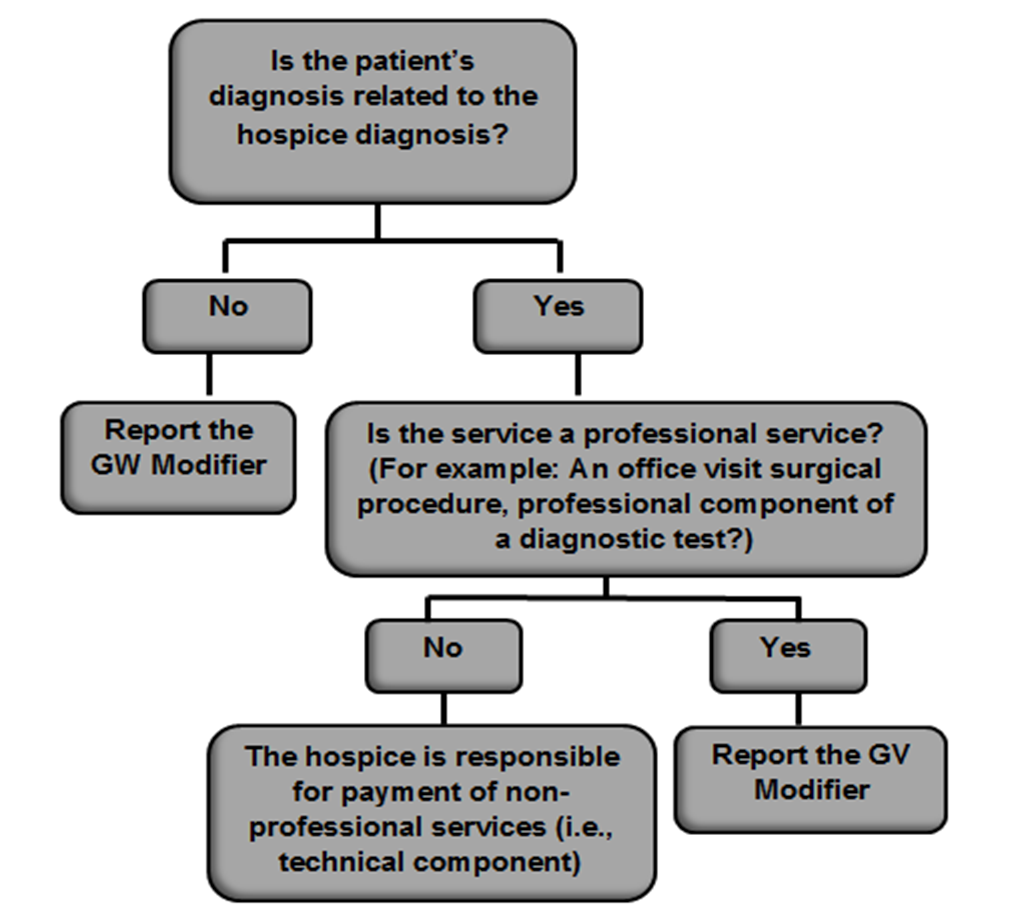 Is the patient’s
diagnosis related to the
hospice diagnosis?
No
Yes
Report the
GW Modifier
Is the service a professional service?
(For example: An office visit surgical
procedure, professional component of
a diagnostic test?)
No
Yes
The hospice is responsible
for payment of non-
professional services (i.e.,
technical component)
Report the GV
Modifier